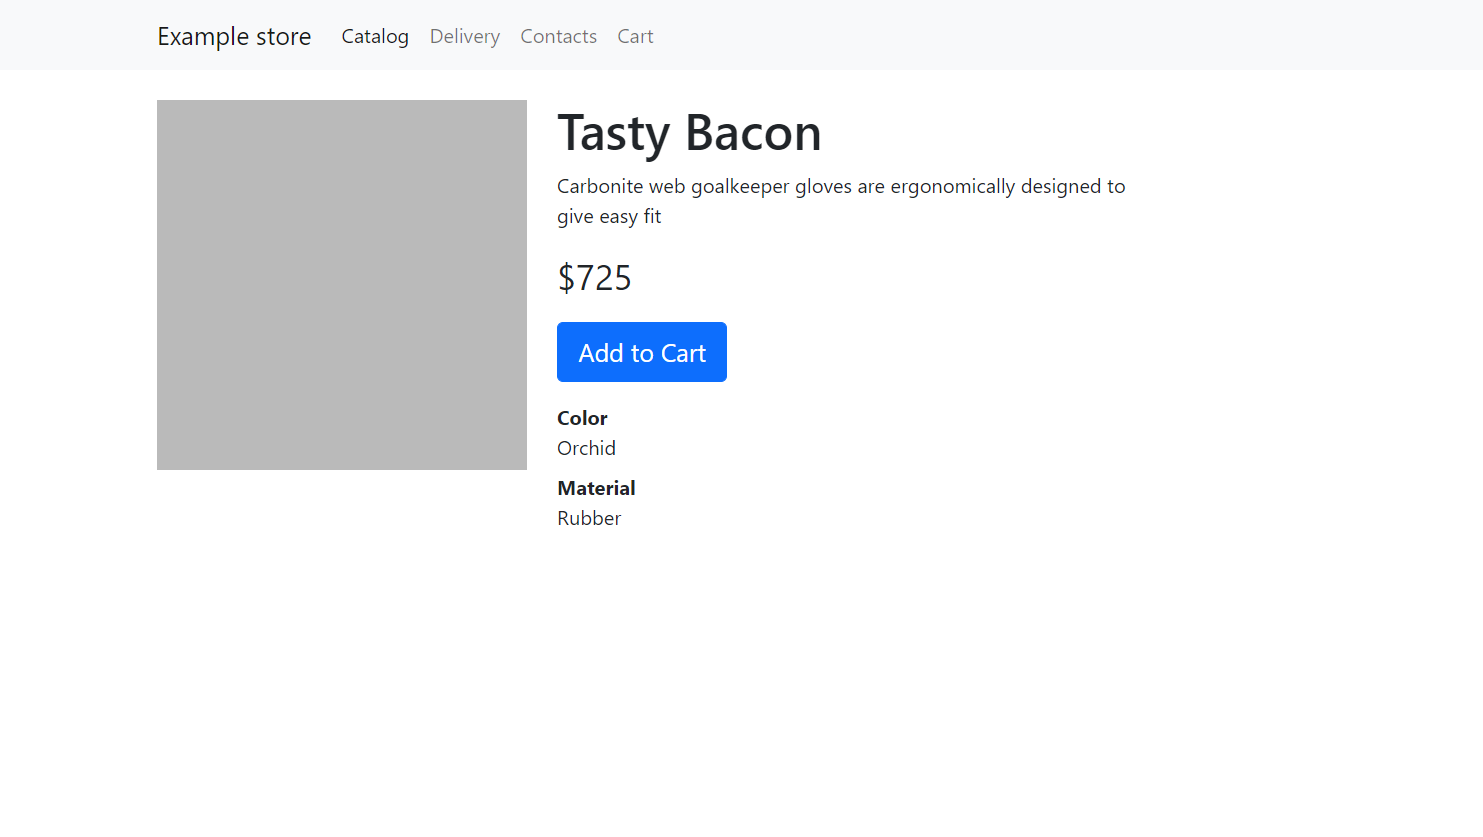 Example store Catalog Delivery Contacts Cart
Tasty Bacon
Carbonite web goalkeeper gloves are ergonomically designed to
give easy fit
$725
Add to Cart
Color
Orchid
Material
Rubber